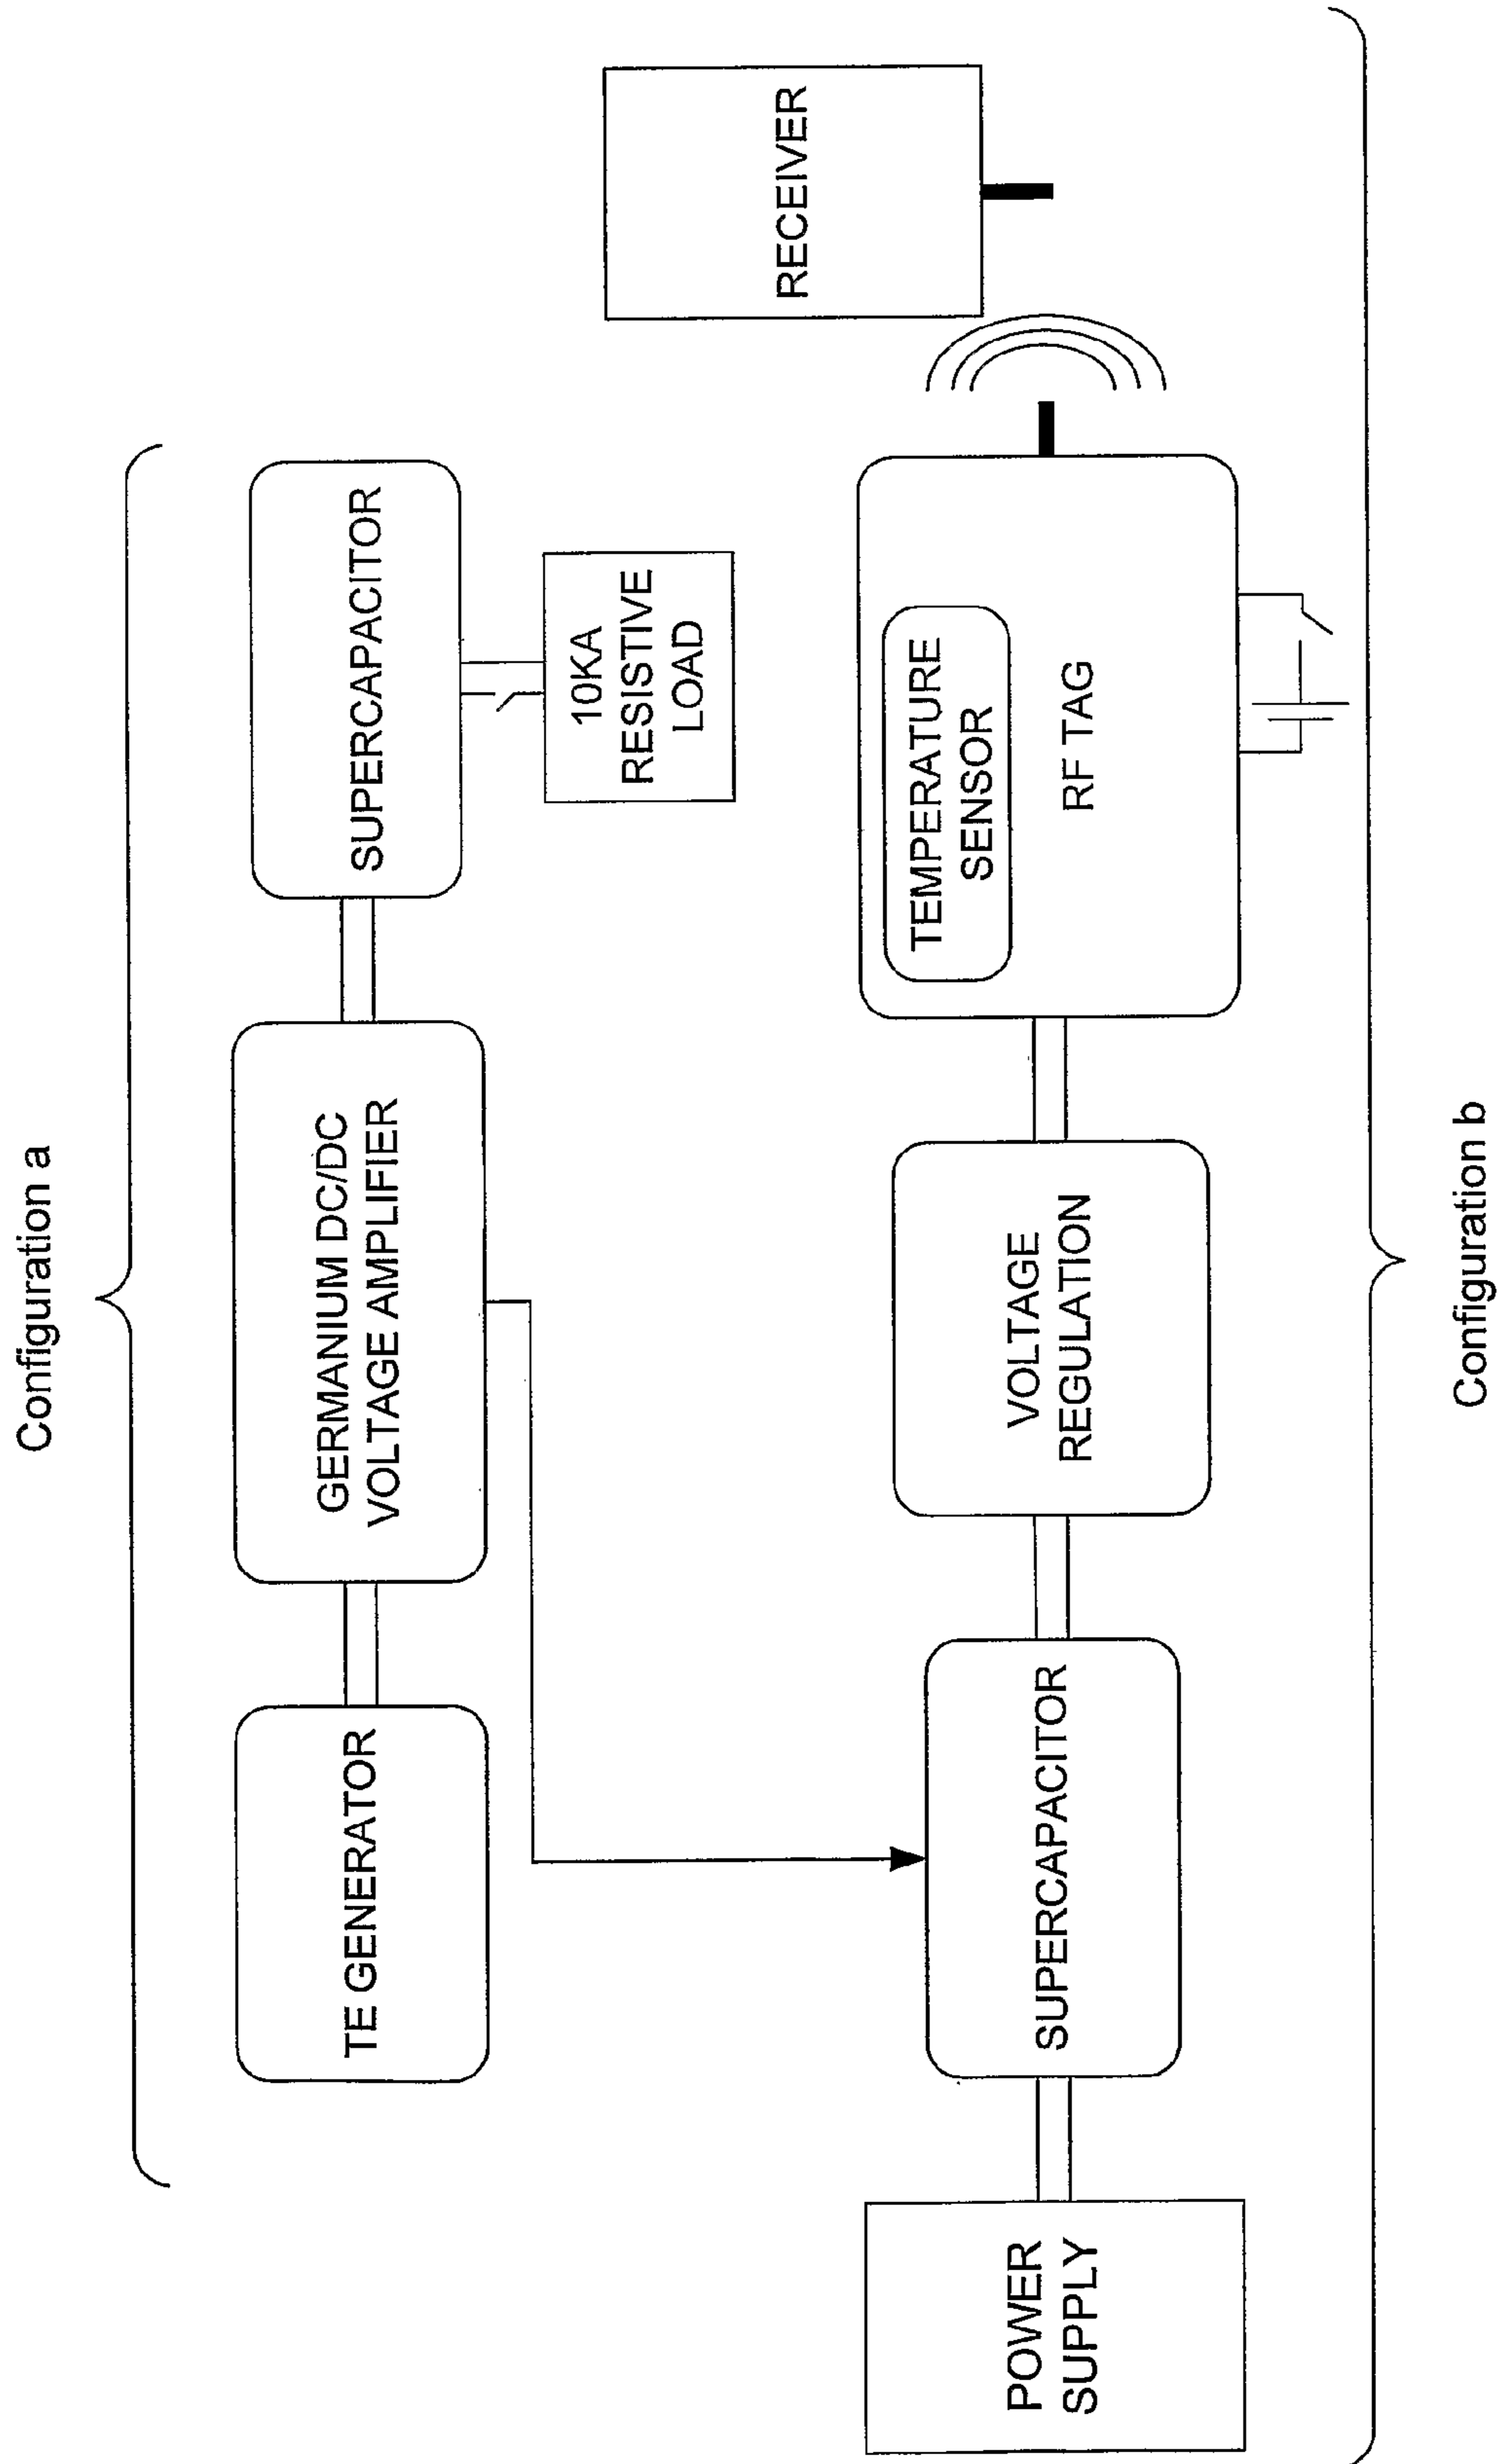 Configuration a
TE GENERATOR
GERMANIUM DC/DC
VOLTAGE AMPLIFIER
SUPERCAPACITOR
10KA
RESISTIVE
LOAD
POWER
SUPPLY
SUPERCAPACITOR
VOLTAGE
REGULATION
TEMPERATURE
SENSOR
RF TAG
RECEIVER
Configuration b